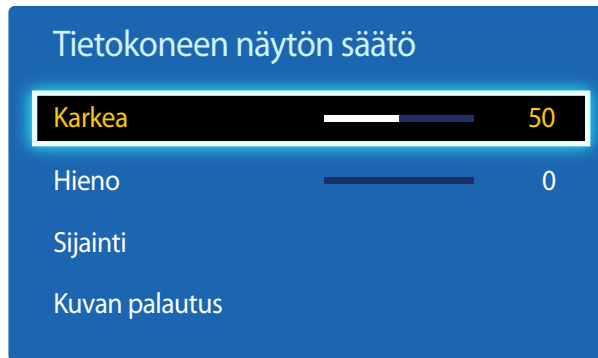 Tietokoneen näytön säätö
Karkea 50
Hieno 0
Sijainti
Kuvan palautus